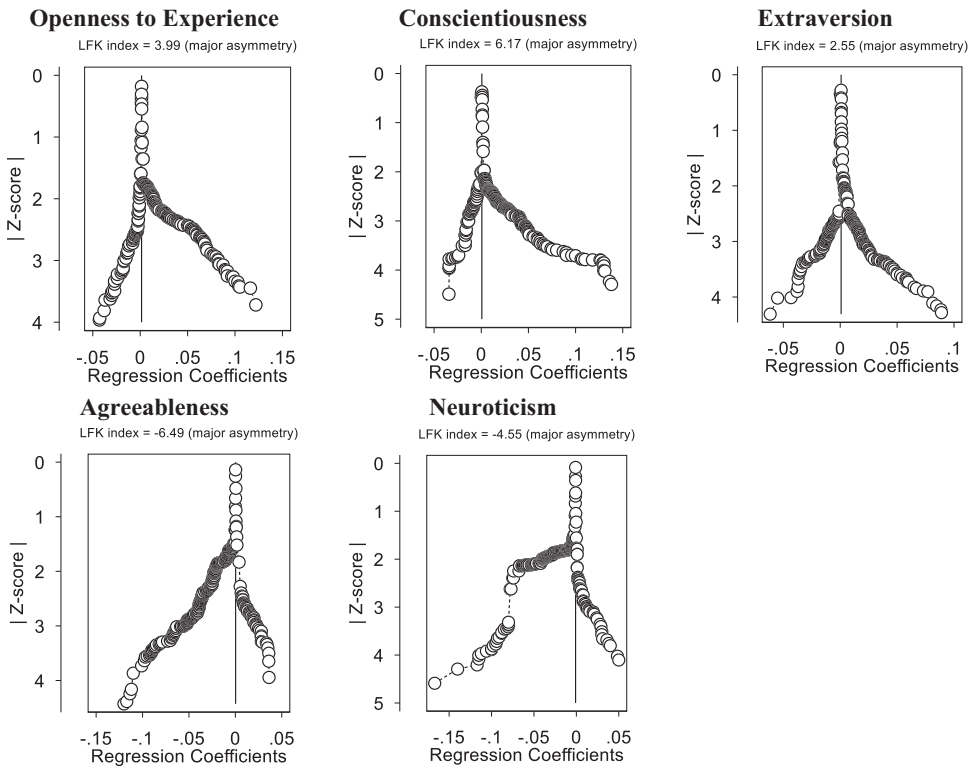 Openness to Experience
LFK index = 3.99 (major asymmetry)
| Z-score |
0
1
2
3
4
-.05 0 .05 .1 .15
Regression Coefficients
Conscientiousness
LFK index = 6.17 (major asymmetry)
| Z-score |
0
1
2
3
4
5
-.05 0 .05 .1 .15
Regression Coefficients
Extraversion
LFK index = 2.55 (major asymmetry)
| Z-score |
0
1
2
3
4
-.05 0 .05 .1
Regression Coefficients
Agreeableness
LFK index = -6.49 (major asymmetry)
| Z-score |
0
1
2
3
4
-.15 -.1 -.05 0 .05
Regression Coefficients
Neuroticism
LFK index = -4.55 (major asymmetry)
| Z-score |
0
1
2
3
4
5
-.15 -.1 -.05 0 .05
Regression Coefficients